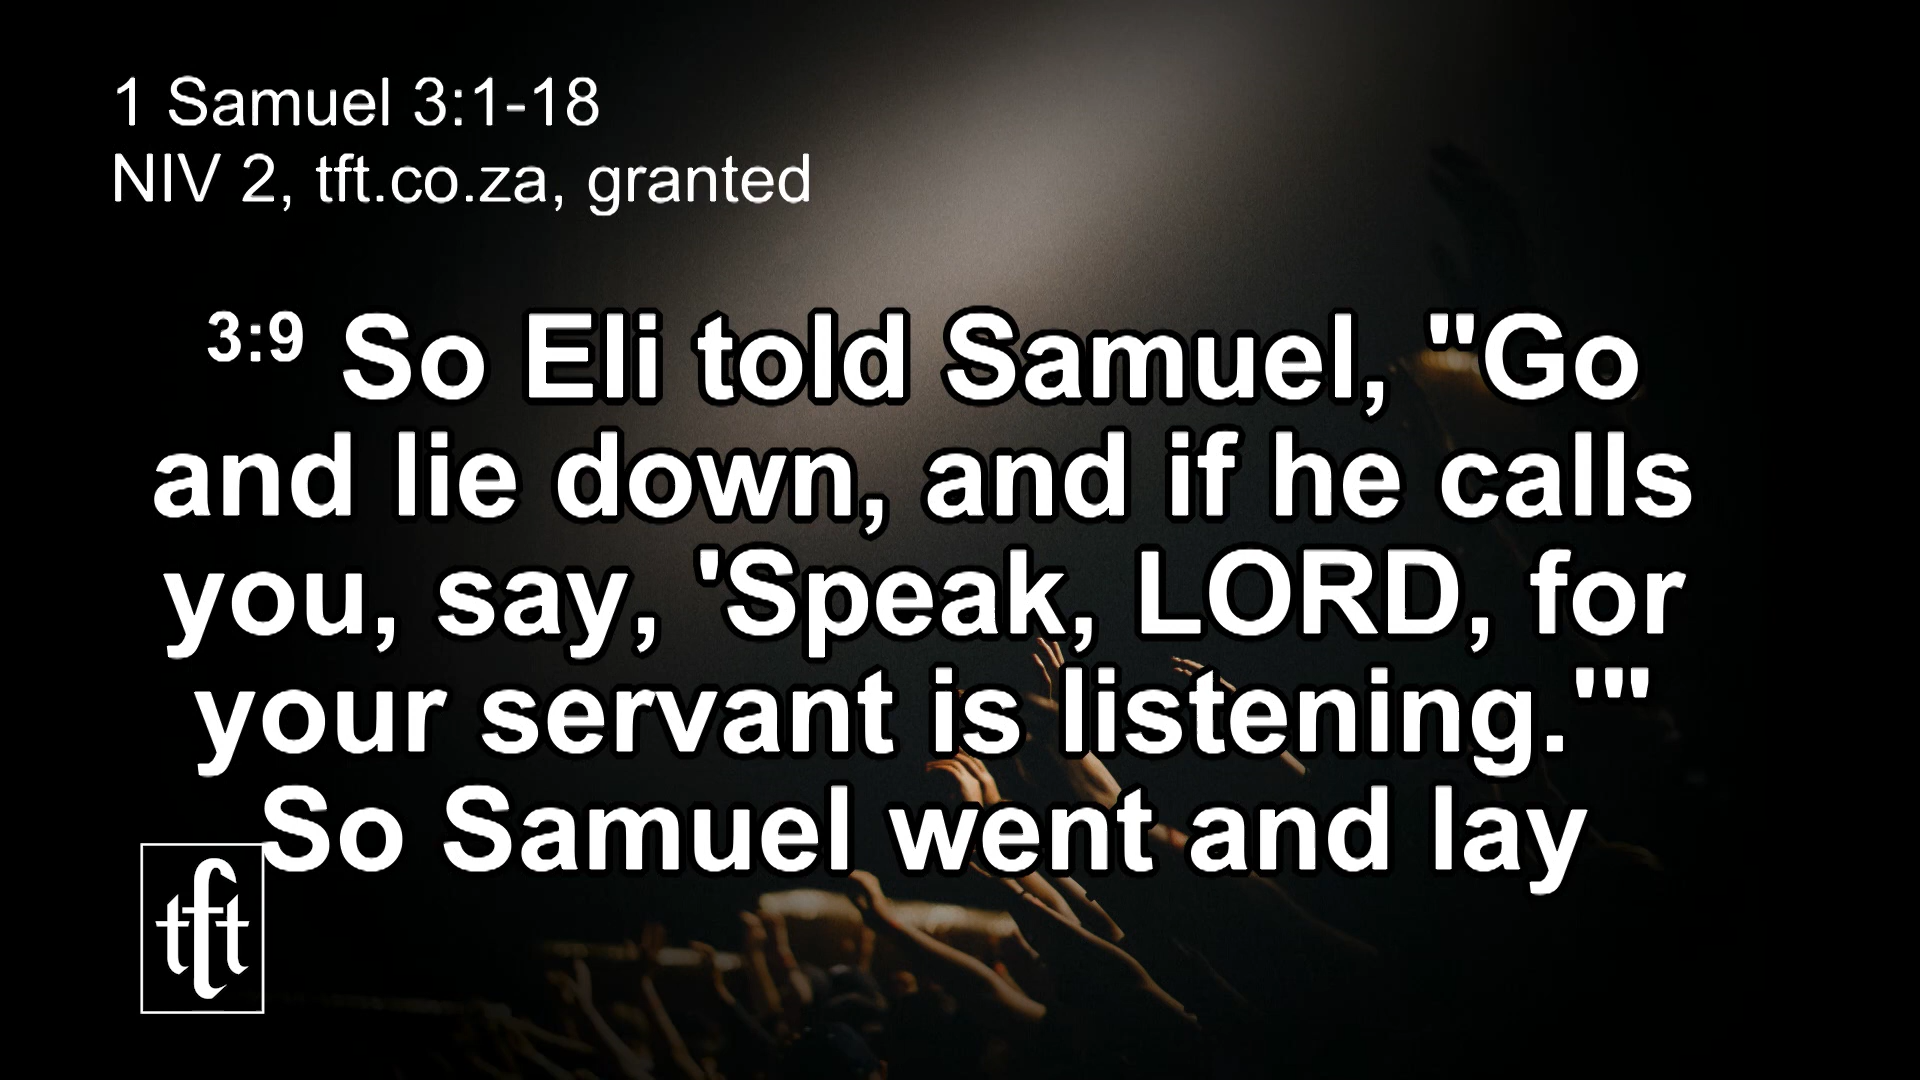 1 Samuel 3:1-18
NIV 2, tft.co.za, granted
3:9 So Eli told Samuel, "Go
and lie down, and if he calls
you, say, 'Speak, LORD, for
your servant is listening.'"
So Samuel went and lay
tft